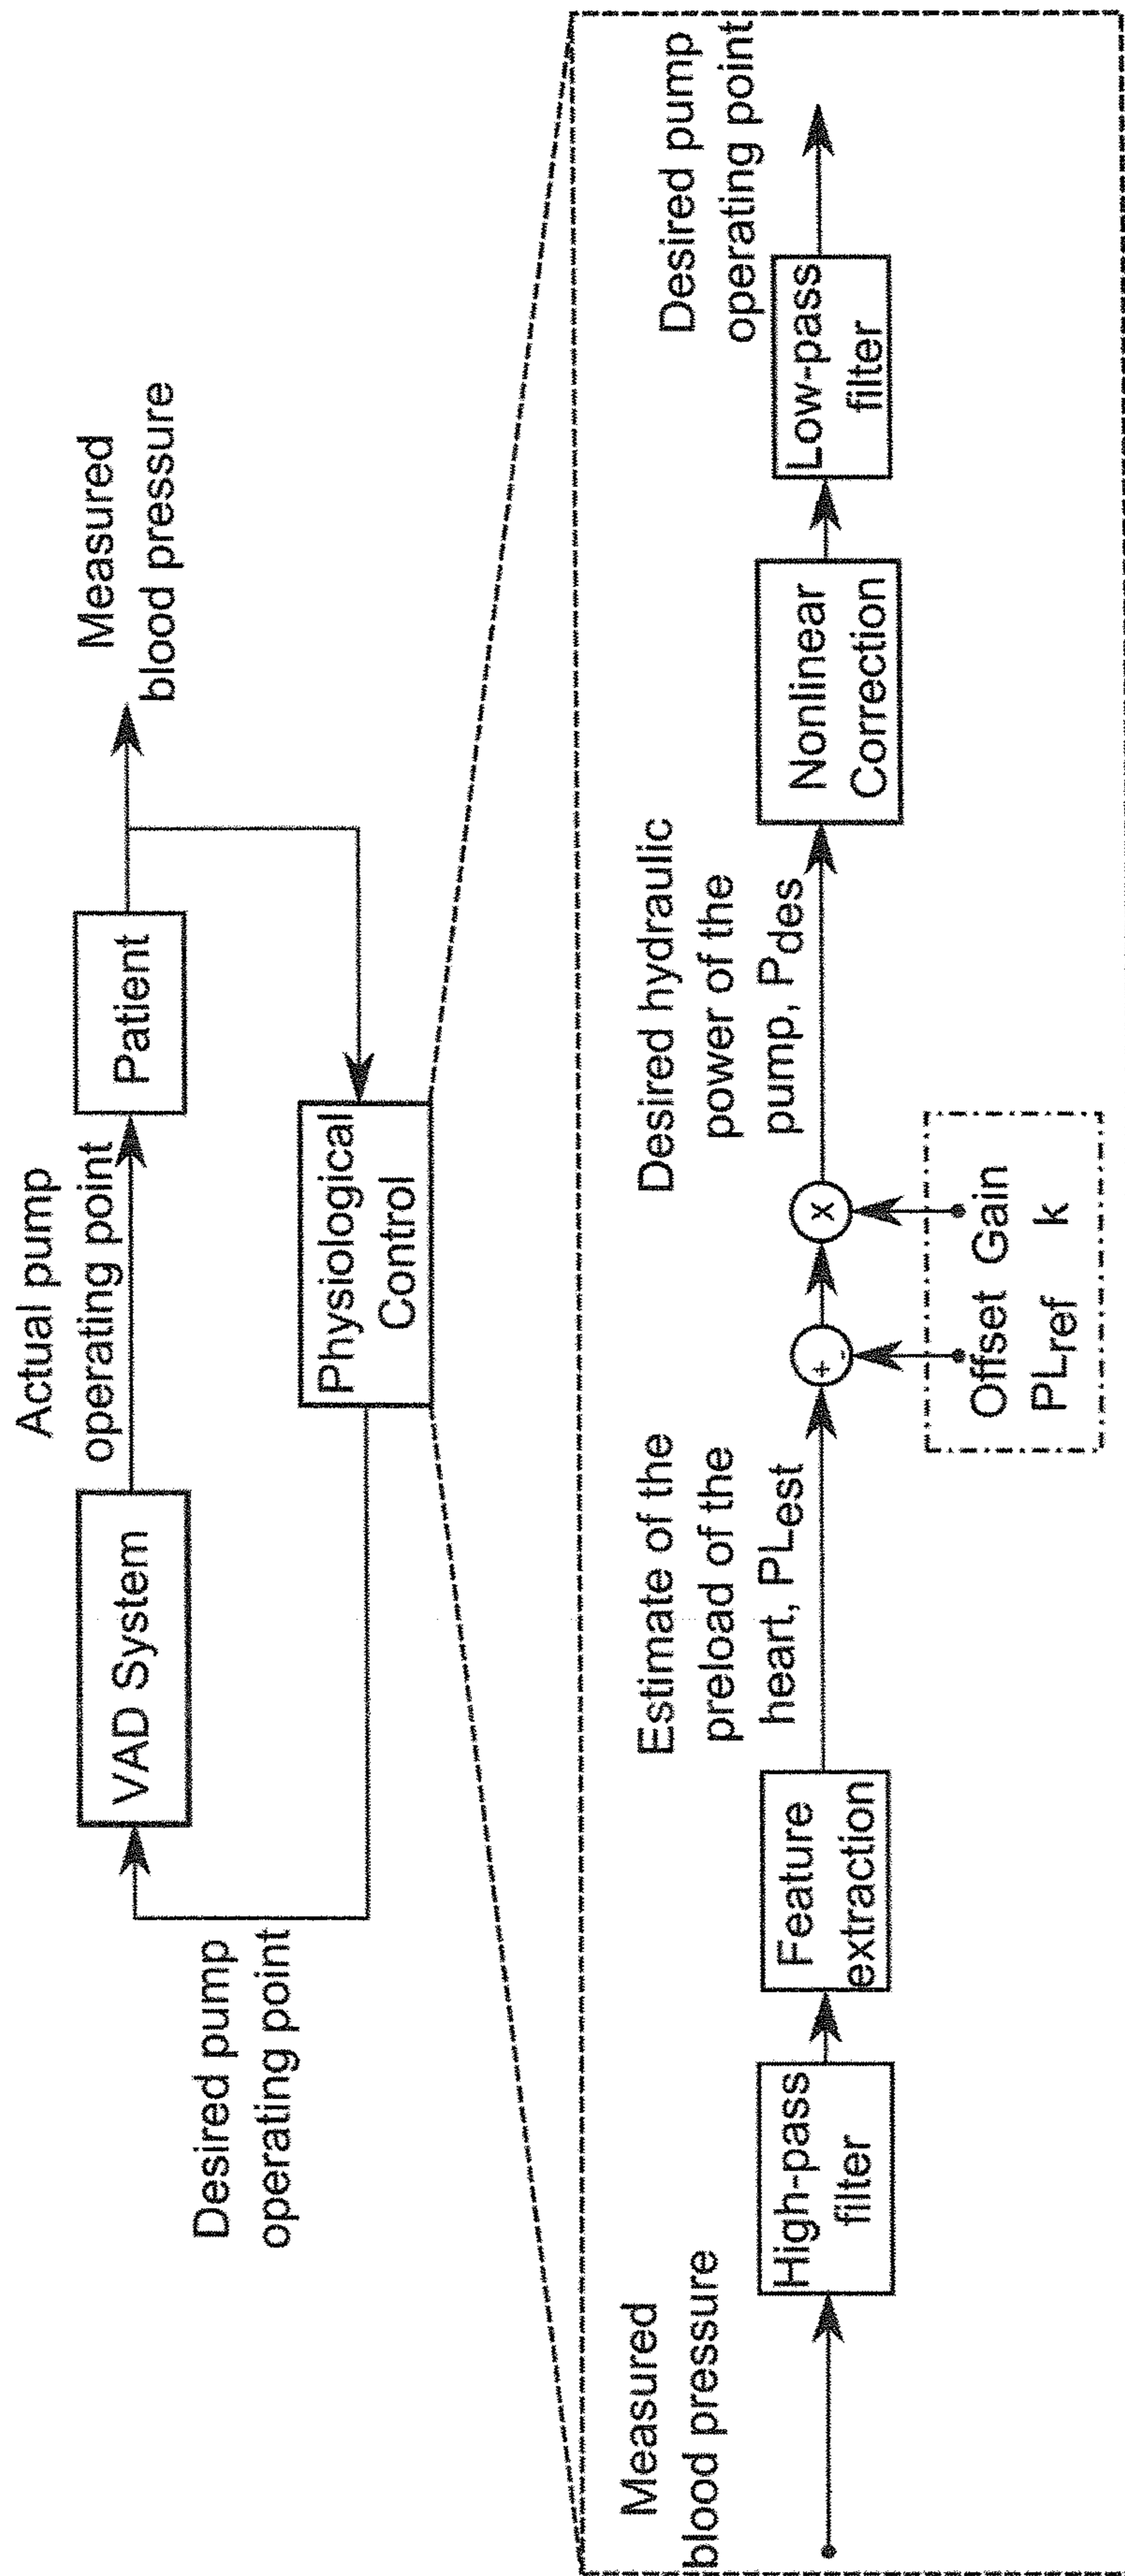 Desired pump
operating point
VAD System
Actual pump
operating point
Patient
Measured
blood pressure
Physiological
Control
Measured
blood pressure
High-pass
filter
Feature
extraction
Estimate of the
preload of the
heart, PLest
+
-
x
Offset Gain
PLref k
Desired hydraulic
power of the
pump, Pdes
Nonlinear
Correction
Low-pass
filter
Desired pump
operating point